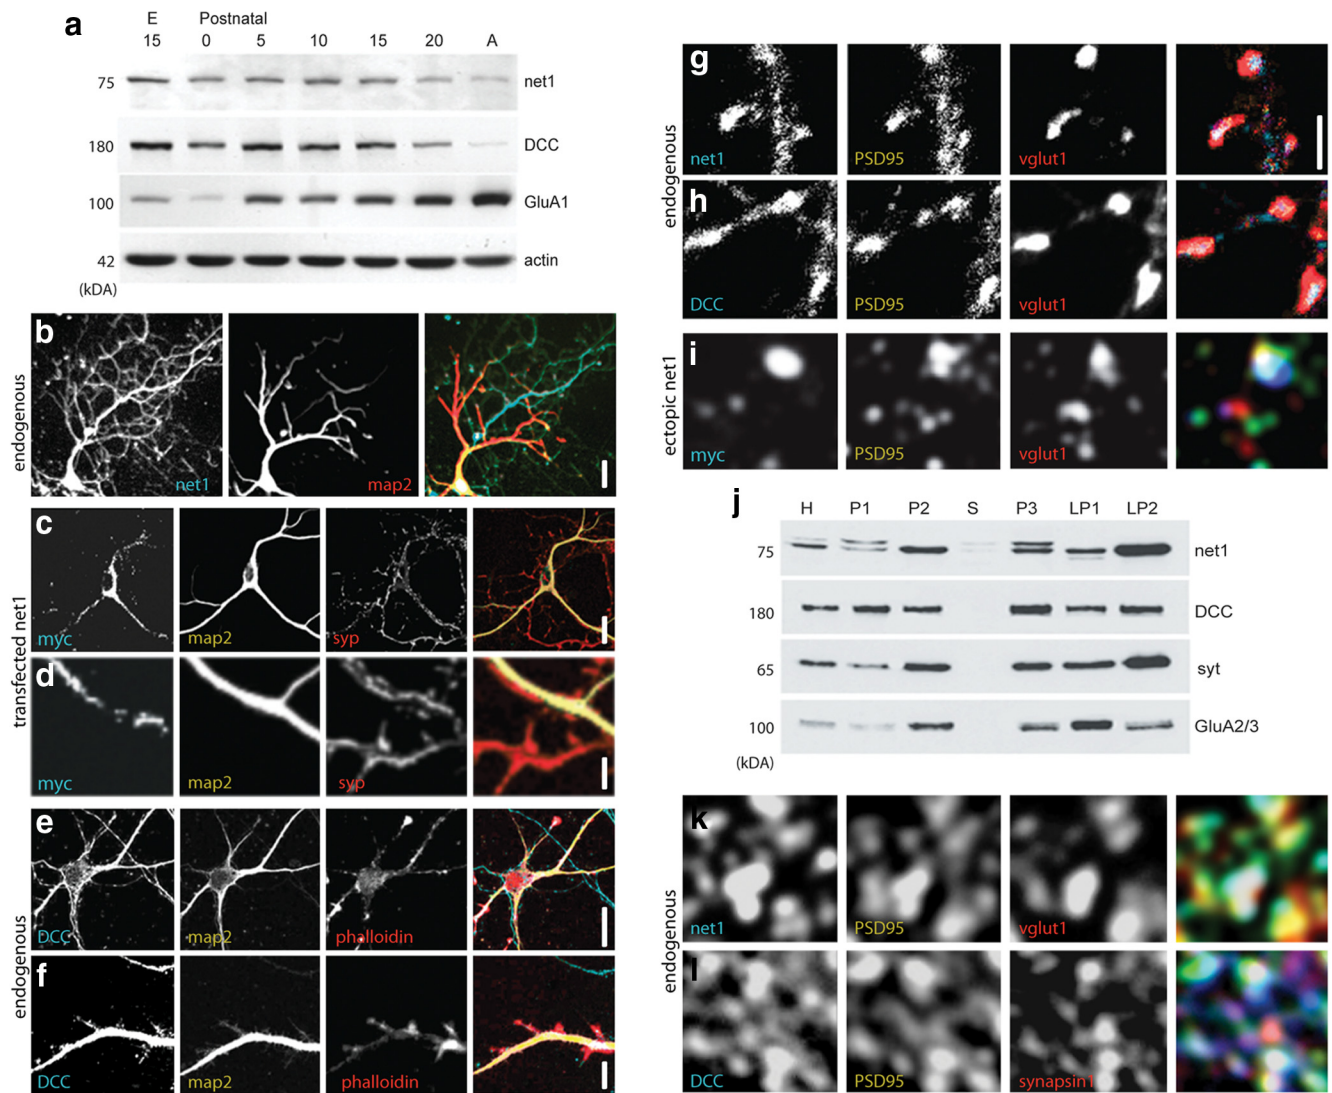 a
E Postnatal
15 0 5 10 15 20 A
75 net1
180 DCC
100 GluA1
42 actin
(kDA)
b
endogenous
net1 map2
c
transfected net1
myc map2 syp
d
myc map2 syp
e
endogenous
DCC map2 phalloidin
f
DCC map2 phalloidin
g
endogenous
net1 PSD95 vglut1
h
DCC PSD95 vglut1
i
ectopic net1
myc PSD95 vglut1
j
H P1 P2 S P3 LP1 LP2
75 net1
180 DCC
65 syt
100 GluA2/3
(kDA)
k
endogenous
net1 PSD95 vglut1
l
DCC PSD95 synapsin1